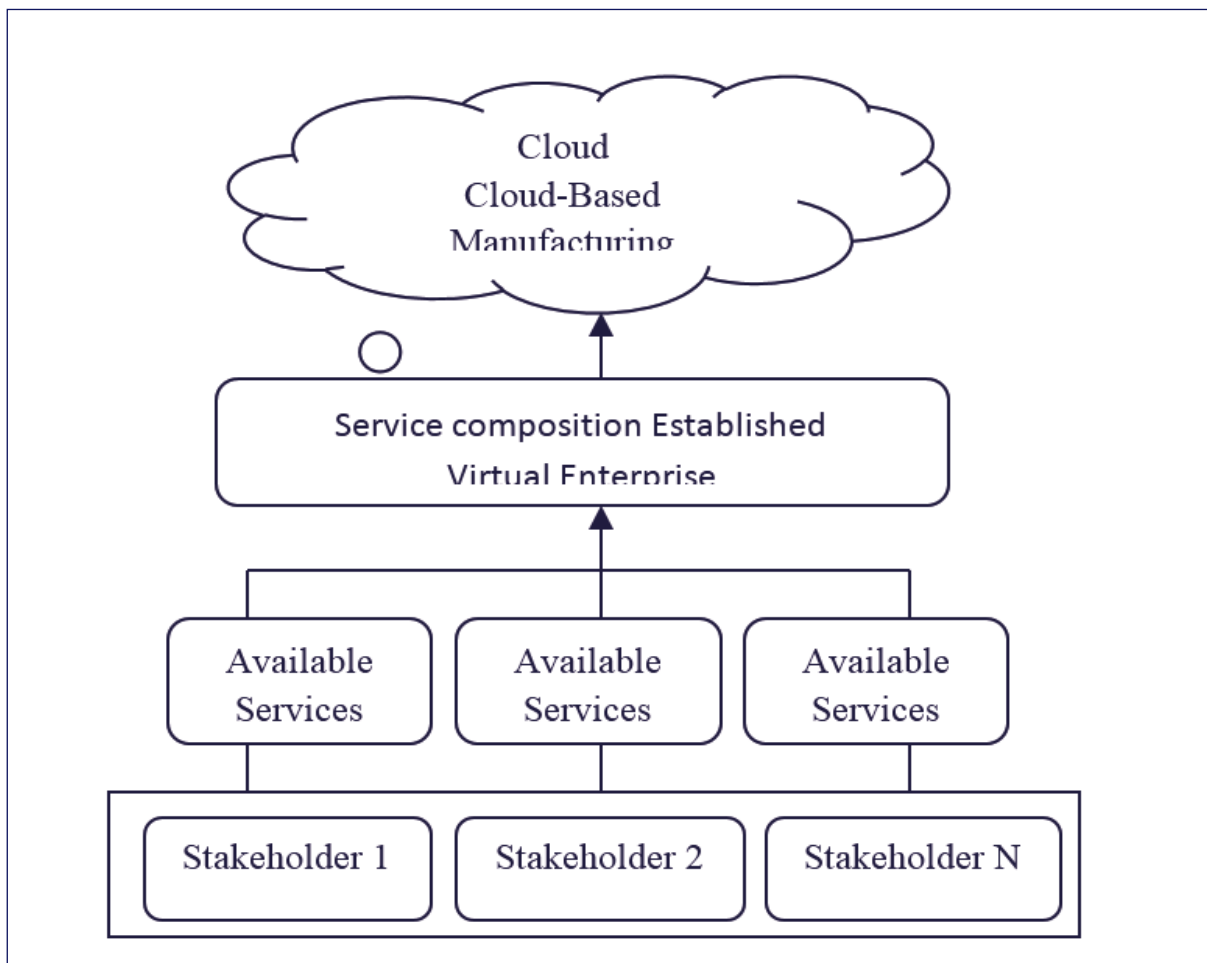 Cloud
Cloud-Based
Manufacturing
Service composition Established
Virtual Enterprise
Available
Services
Available
Services
Available
Services
Stakeholder 1
Stakeholder 2
Stakeholder N